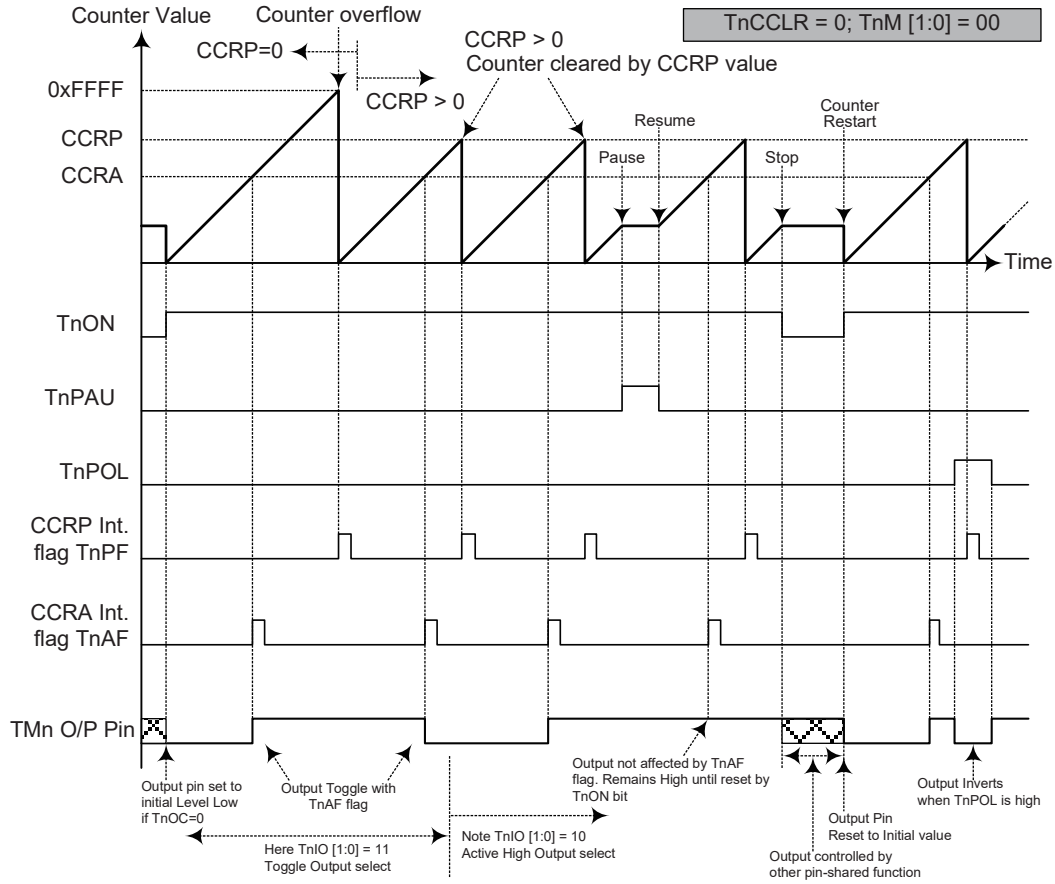 Counter Value
Counter overflow
TnCCLR = 0; TnM [1:0] = 00
CCRP=0
CCRP > 0
CCRP > 0
Counter cleared by CCRP value
0xFFFF
CCRP
CCRA
Pause
Resume
Stop
Counter
Restart
Time
TnON
TnPAU
TnPOL
CCRP Int.
flag TnPF
CCRA Int.
flag TnAF
TMn O/P Pin
Output pin set to
initial Level Low
if TnOC=0
Output Toggle with
TnAF flag
Here TnIO [1:0] = 11
Toggle Output select
Note TnIO [1:0] = 10
Active High Output select
Output not affected by TnAF
flag. Remains High until reset by
TnON bit
Output controlled by
other pin-shared function
Output Pin
Reset to Initial value
Output Inverts
when TnPOL is high